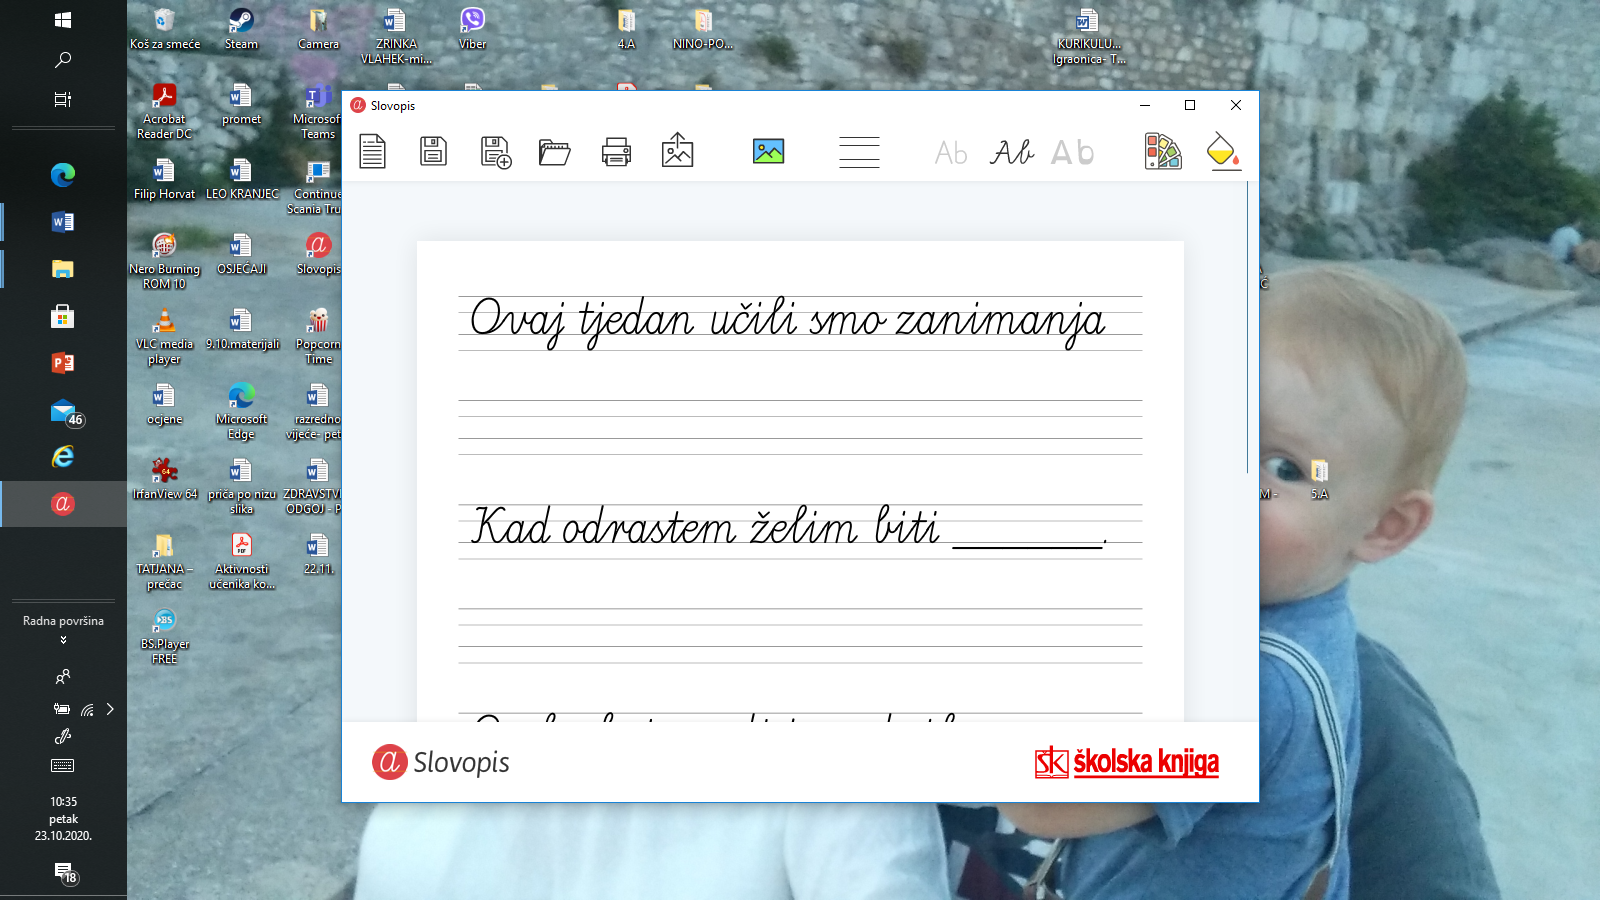 Koš za smeće
Steam
Camera
ZRINKA
VLAHEK-mi...
Viber
4.A
NINO-PO...
KURIKULU...
Igraonica- T...
Acrobat
Reader DC
promet
Microsoft
Teams
Filip Horvat
LEO KRANJEC
Continue
Scania Tru
Nero Burning
ROM 10
OSJEĆAJI
Slovopis
VLC media
player
9.10.materijali
Popcorn
Time
ocjene
Microsoft
Edge
razredno
vijeće- pet
IrfanView 64
priča po nizu
slika
ZDRAVSTV
ODGOJ - P
TATJANA –
prečac
Aktivnosti
učenika ko...
22.11.
BS.Player
FREE
5.A
Slovopis
Ab Ab Ab
Ovaj tjedan učili smo zanimanja
Kad odrastem želim biti __________.
Slovopis
školska knjiga
46
Radna površina
10:35
petak
23.10.2020.
18